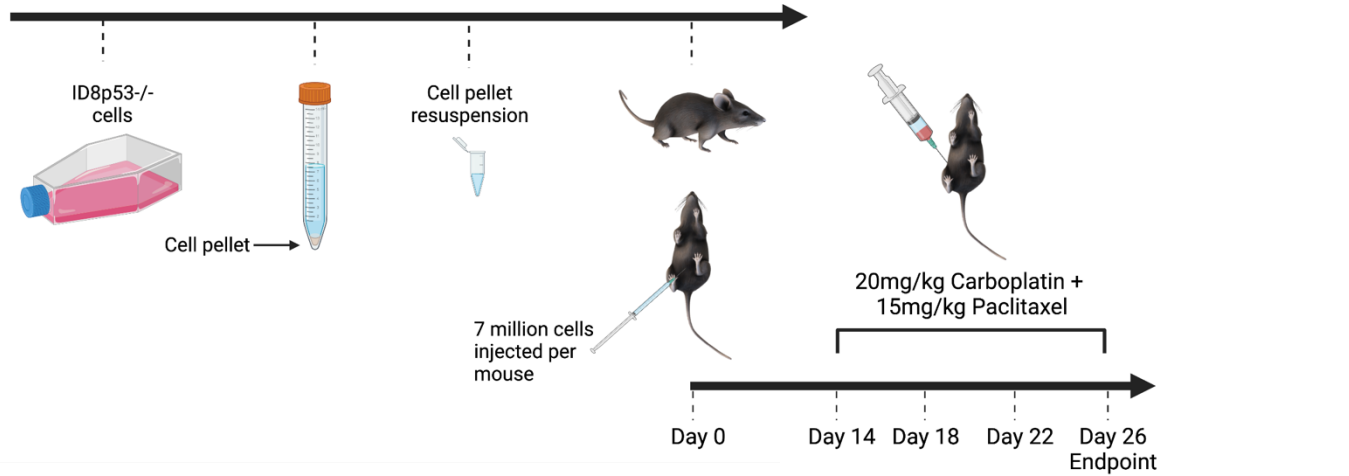 ID8p53-/-
cells
Cell pellet
Cell pellet
resuspension
7 million cells
injected per
mouse
20mg/kg Carboplatin +
15mg/kg Paclitaxel
Day 0
Day 14
Day 18
Day 22
Day 26
Endpoint